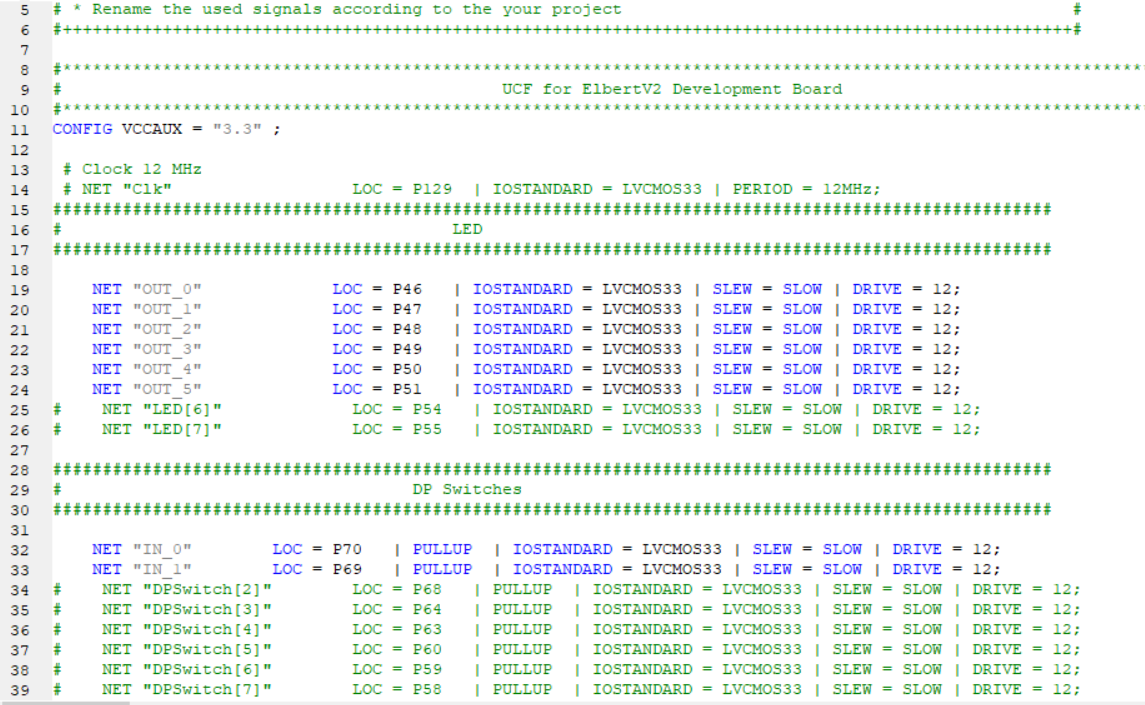 5 # * Rename the used signals according to the your project #
6 #+++++++++++++++++++++++++++++++++++++++++++++++++++++++++++++++++++++++++++++++++++++++++++++++++++++#
7
8 #************************************************************************************************************
9 # UCF for ElbertV2 Development Board
10 #************************************************************************************************************
11 CONFIG VCCAUX = "3.3" ;
12
13 # Clock 12 MHz
14 # NET "Clk" LOC = P129 | IOSTANDARD = LVCMOS33 | PERIOD = 12MHz;
15 ####################################################################################################
16 # LED
17 ####################################################################################################
18
19 NET "OUT_0" LOC = P46 | IOSTANDARD = LVCMOS33 | SLEW = SLOW | DRIVE = 12;
20 NET "OUT_1" LOC = P47 | IOSTANDARD = LVCMOS33 | SLEW = SLOW | DRIVE = 12;
21 NET "OUT_2" LOC = P48 | IOSTANDARD = LVCMOS33 | SLEW = SLOW | DRIVE = 12;
22 NET "OUT_3" LOC = P49 | IOSTANDARD = LVCMOS33 | SLEW = SLOW | DRIVE = 12;
23 NET "OUT_4" LOC = P50 | IOSTANDARD = LVCMOS33 | SLEW = SLOW | DRIVE = 12;
24 NET "OUT_5" LOC = P51 | IOSTANDARD = LVCMOS33 | SLEW = SLOW | DRIVE = 12;
25 # NET "LED[6]" LOC = P54 | IOSTANDARD = LVCMOS33 | SLEW = SLOW | DRIVE = 12;
26 # NET "LED[7]" LOC = P55 | IOSTANDARD = LVCMOS33 | SLEW = SLOW | DRIVE = 12;
27
28 ####################################################################################################
29 # DP Switches
30 ####################################################################################################
31
32 NET "IN_0" LOC = P70 | PULLUP | IOSTANDARD = LVCMOS33 | SLEW = SLOW | DRIVE = 12;
33 NET "IN_1" LOC = P69 | PULLUP | IOSTANDARD = LVCMOS33 | SLEW = SLOW | DRIVE = 12;
34 # NET "DPSwitch[2]" LOC = P68 | PULLUP | IOSTANDARD = LVCMOS33 | SLEW = SLOW | DRIVE = 12;
35 # NET "DPSwitch[3]" LOC = P64 | PULLUP | IOSTANDARD = LVCMOS33 | SLEW = SLOW | DRIVE = 12;
36 # NET "DPSwitch[4]" LOC = P63 | PULLUP | IOSTANDARD = LVCMOS33 | SLEW = SLOW | DRIVE = 12;
37 # NET "DPSwitch[5]" LOC = P60 | PULLUP | IOSTANDARD = LVCMOS33 | SLEW = SLOW | DRIVE = 12;
38 # NET "DPSwitch[6]" LOC = P59 | PULLUP | IOSTANDARD = LVCMOS33 | SLEW = SLOW | DRIVE = 12;
39 # NET "DPSwitch[7]" LOC = P58 | PULLUP | IOSTANDARD = LVCMOS33 | SLEW = SLOW | DRIVE = 12;